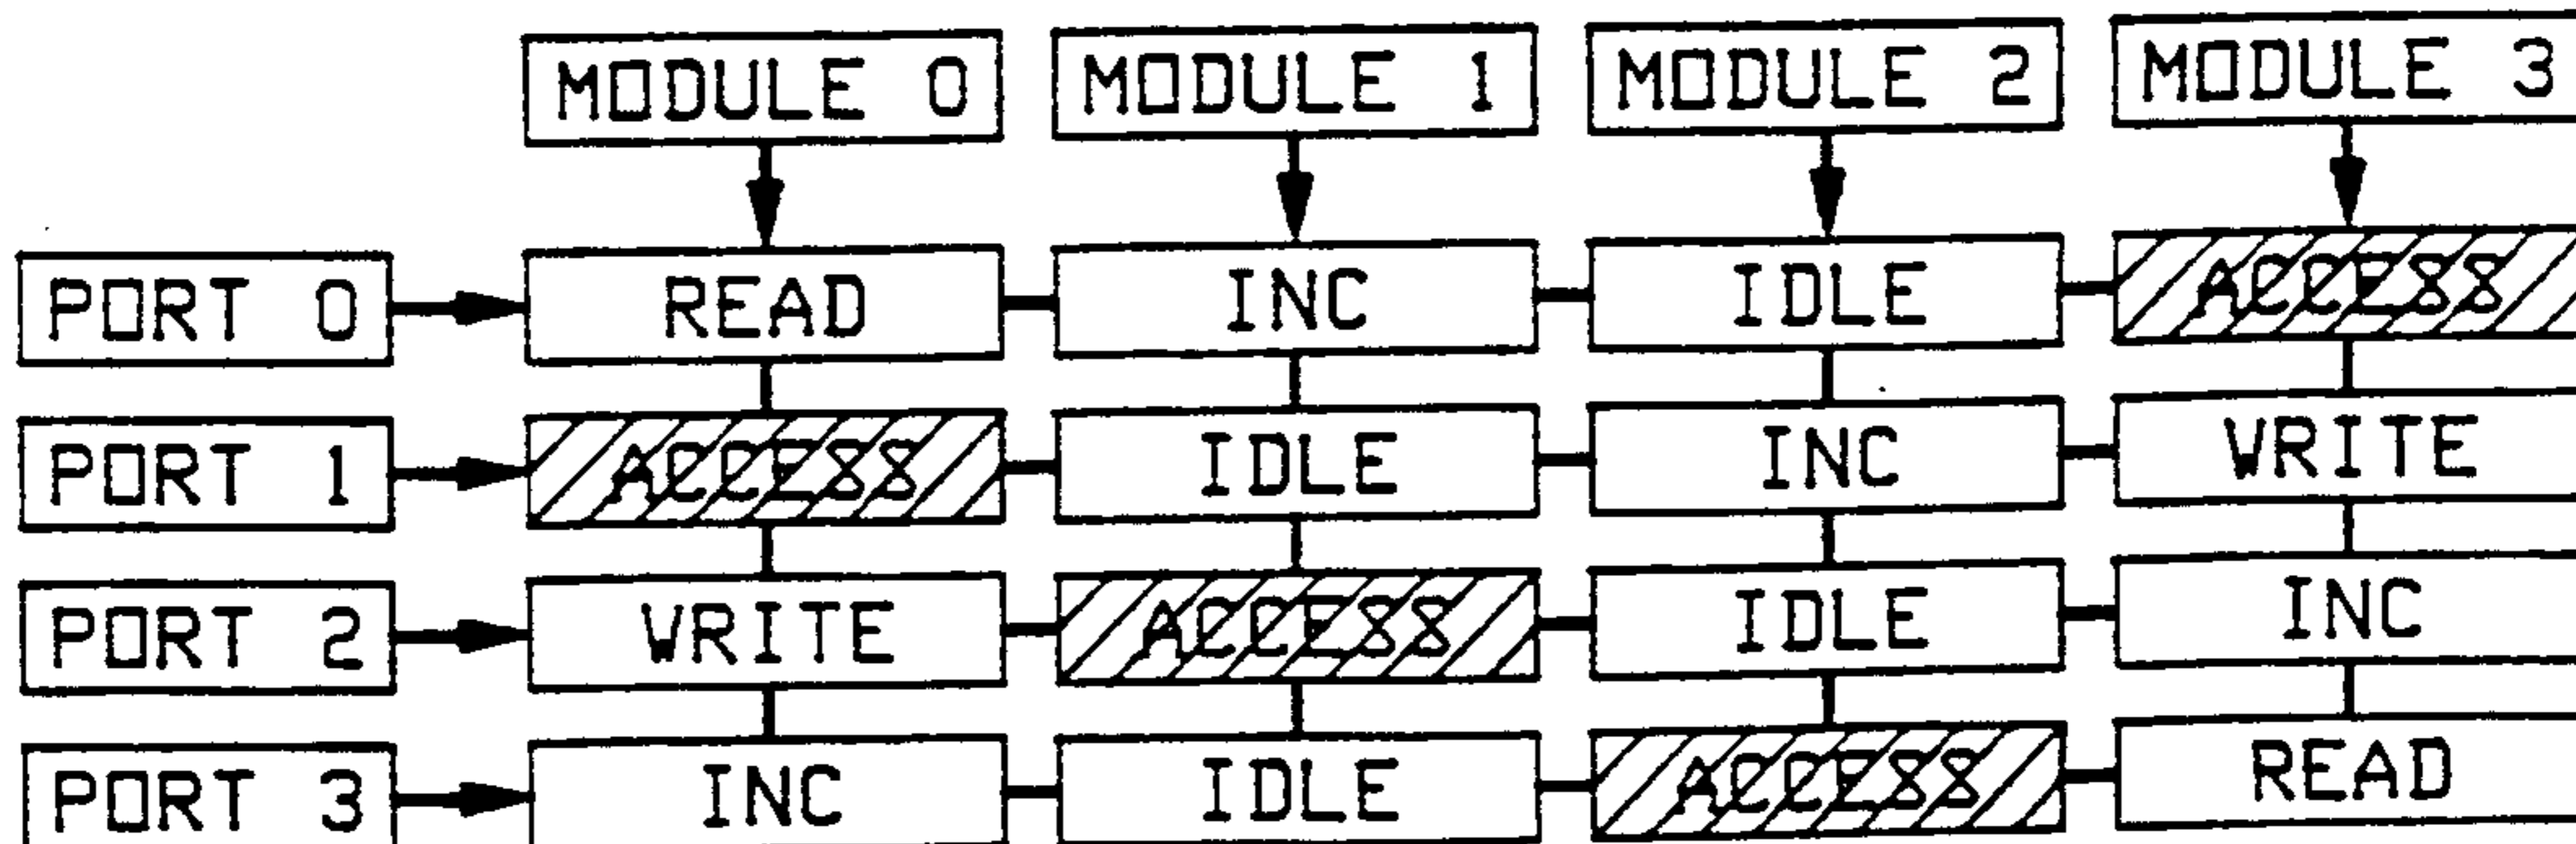 MODULE 0 MODULE 1 MODULE 2 MODULE 3
PORT 0 READ INC IDLE ACCESS
PORT 1 ACCESS IDLE INC WRITE
PORT 2 WRITE ACCESS IDLE INC
PORT 3 INC IDLE ACCESS READ